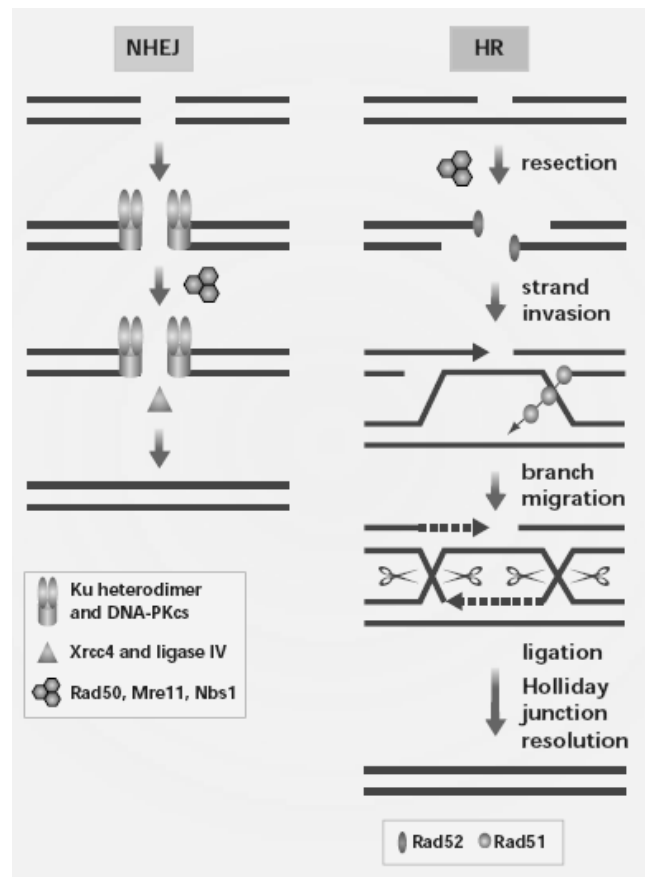 NHEJ
Ku heterodimer
and DNA-PKcs
Xrcc4 and ligase IV
Rad50, Mre11, Nbs1
HR
resection
strand
invasion
branch
migration
ligation
Holliday
junction
resolution
Rad52 Rad51